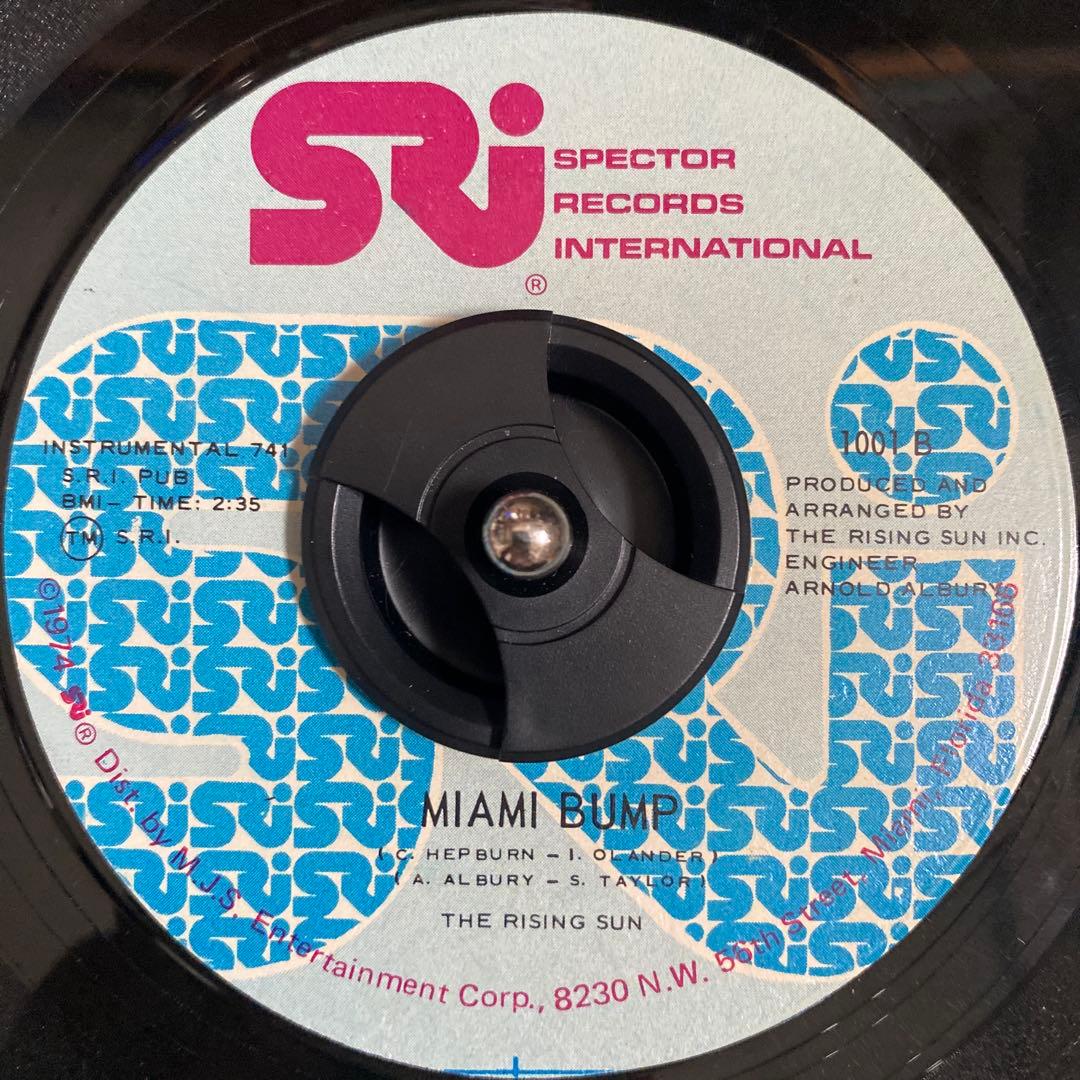 SRi
SPECTOR
RECORDS
INTERNATIONAL
®
INSTRUMENTAL 741
S.R.I. PUB
BMI- TIME: 2:35
TM S.R.I.
1001 B
PRODUCED AND
ARRANGED BY
THE RISING SUN INC.
ENGINEER
ARNOLD ALBURY
MIAMI BUMP
(C. HEPBURN - I. OLANDER)
(A. ALBURY - S. TAYLOR)
THE RISING SUN
©1974 SRi® Dist. by M.J.S. Entertainment Corp., 8230 N.W. 56th Street, Miami, Florida 33166